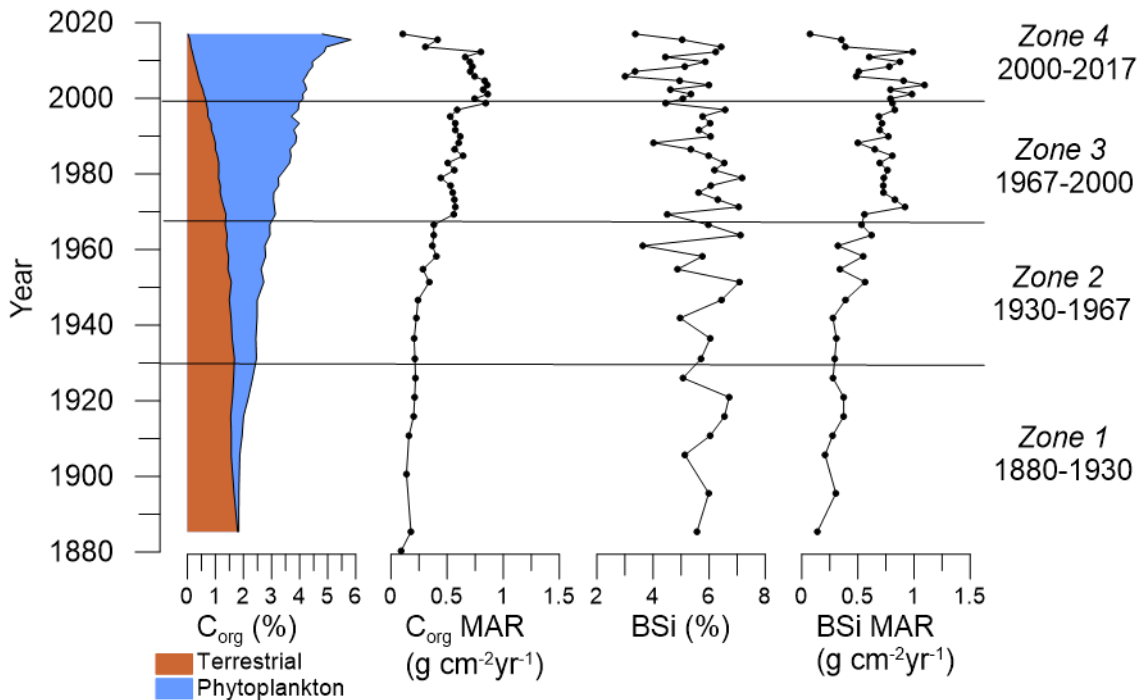 2020
2000
1980
1960
1940
1920
1900
1880
Year
Zone 4
2000-2017
Zone 3
1967-2000
Zone 2
1930-1967
Zone 1
1880-1930
0 1 2 3 4 5 6
0 0.5 1 1.5
2 4 6 8
0 0.5 1 1.5
C_org (%)
C_org MAR
(g cm⁻²yr⁻¹)
BSi (%)
BSi MAR
(g cm⁻²yr⁻¹)
Terrestrial
Phytoplankton